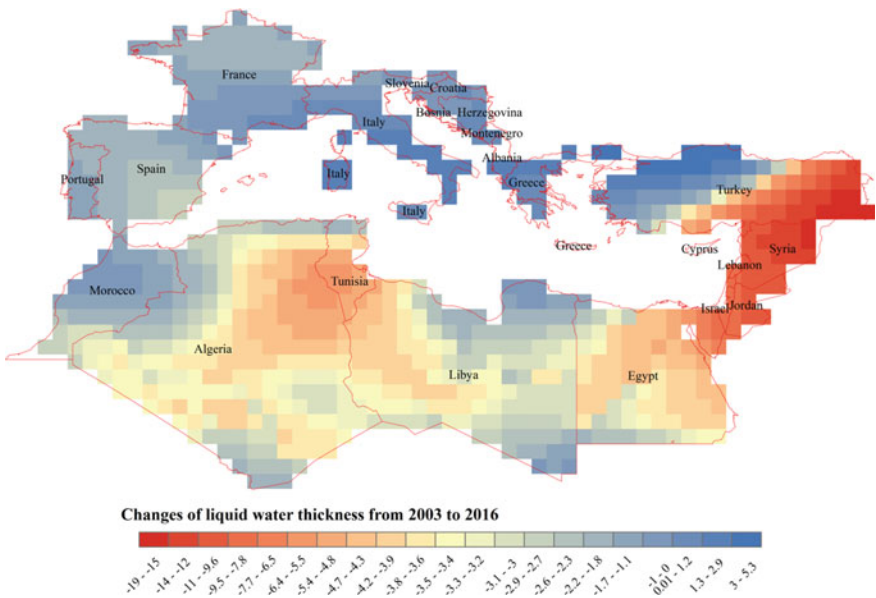 France
Slovenia
Croatia
Bosnia Herzegovina
Italy
Montenegro
Albania
Portugal
Spain
Italy
Greece
Turkey
Italy
Greece
Cyprus
Syria
Lebanon
Morocco
Tunisia
Israel
Jordan
Algeria
Libya
Egypt
Changes of liquid water thickness from 2003 to 2016
-19 - -15
-14 - -12
-11 - -9.6
-9.5 - -7.8
-7.7 - -6.5
-6.4 - -5.5
-5.4 - -4.8
-4.7 - -4.3
-4.2 - -3.9
-3.8 - -3.6
-3.5 - -3.4
-3.3 - -3.2
-3.1 - -3
-2.9 - -2.7
-2.6 - -2.3
-2.2 - -1.8
-1.7 - -1.1
-1 - 0
0.01 - 1.2
1.3 - 2.9
3 - 5.3